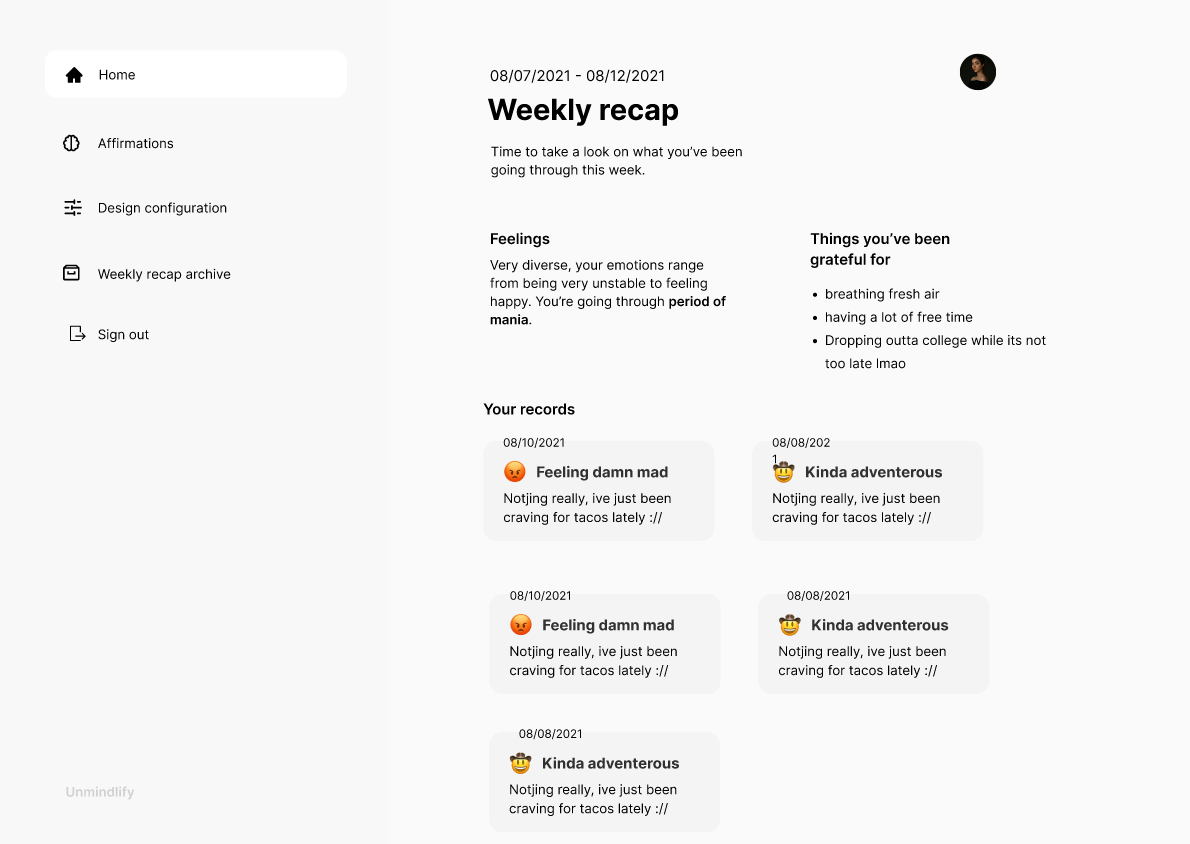 Home
Affirmations
Design configuration
Weekly recap archive
Sign out
Unmindlify
08/07/2021 - 08/12/2021
Weekly recap
Time to take a look on what you’ve been
going through this week.
Feelings
Very diverse, your emotions range
from being very unstable to feeling
happy. You’re going through period of
mania.
Things you’ve been
grateful for
• breathing fresh air
• having a lot of free time
• Dropping outta college while its not
too late lmao
Your records
08/10/2021
😡 Feeling damn mad
Notjing really, ive just been
craving for tacos lately ://
08/08/202
1
🤠 Kinda adventerous
Notjing really, ive just been
craving for tacos lately ://
08/10/2021
😡 Feeling damn mad
Notjing really, ive just been
craving for tacos lately ://
08/08/2021
🤠 Kinda adventerous
Notjing really, ive just been
craving for tacos lately ://
08/08/2021
🤠 Kinda adventerous
Notjing really, ive just been
craving for tacos lately ://